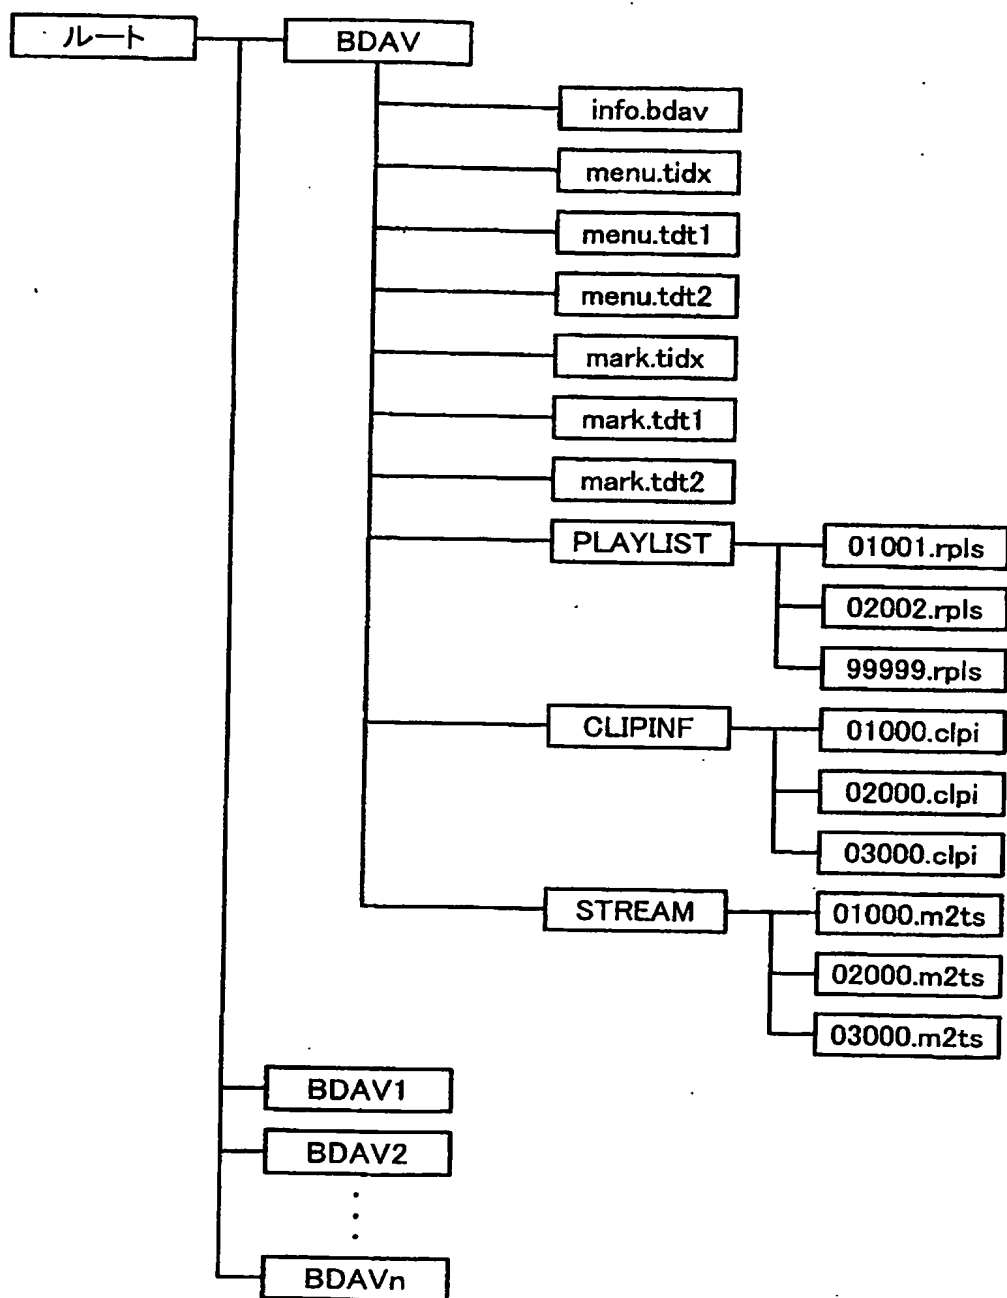 ルート
BDAV
info.bdav
menu.tidx
menu.tdt1
menu.tdt2
mark.tidx
mark.tdt1
mark.tdt2
PLAYLIST
01001.rpls
02002.rpls
99999.rpls
CLIPINF
01000.clpi
02000.clpi
03000.clpi
STREAM
01000.m2ts
02000.m2ts
03000.m2ts
BDAV1
BDAV2
BDAVn